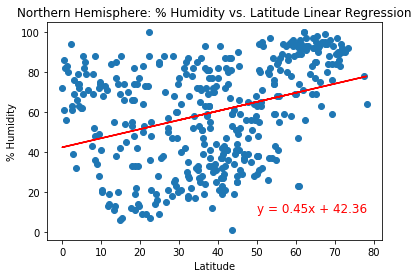 Northern Hemisphere: % Humidity vs. Latitude Linear Regression
100
80
60
40
20
0
% Humidity
y = 0.45x + 42.36
0 10 20 30 40 50 60 70 80
Latitude